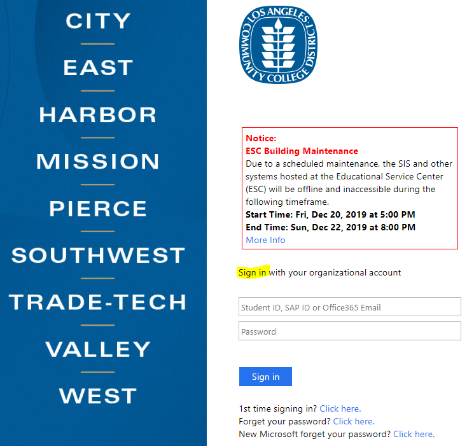 CITY
EAST
HARBOR
MISSION
PIERCE
SOUTHWEST
TRADE-TECH
VALLEY
WEST
LOS ANGELES
COMMUNITY COLLEGE DISTRICT
Notice:
ESC Building Maintenance
Due to a scheduled maintenance, the SIS and other
systems hosted at the Educational Service Center
(ESC) will be offline and inaccessible during the
following timeframe.
Start Time: Fri, Dec 20, 2019 at 5:00 PM
End Time: Sun, Dec 22, 2019 at 8:00 PM
More Info
Sign in with your organizational account
Student ID, SAP ID or Office365 Email
Password
Sign in
1st time signing in? Click here.
Forget your password? Click here.
New Microsoft forget your password? Click here.